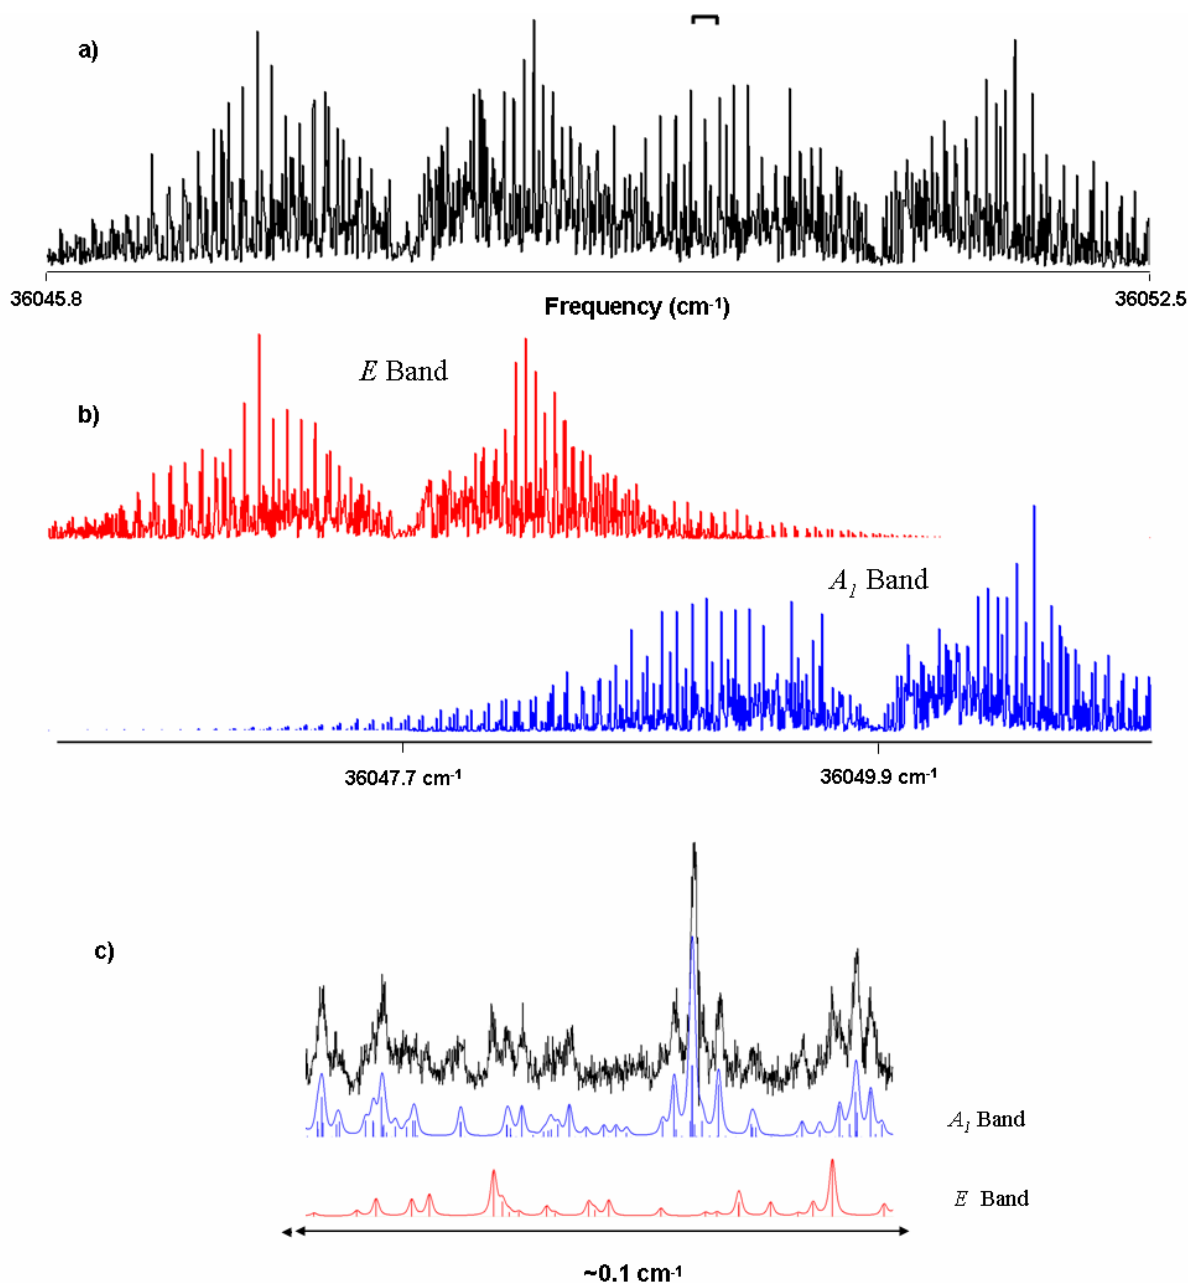 a)
36045.8
36052.5
Frequency (cm-1)
E Band
b)
A1 Band
36047.7 cm-1
36049.9 cm-1
c)
A1 Band
E Band
~0.1 cm-1